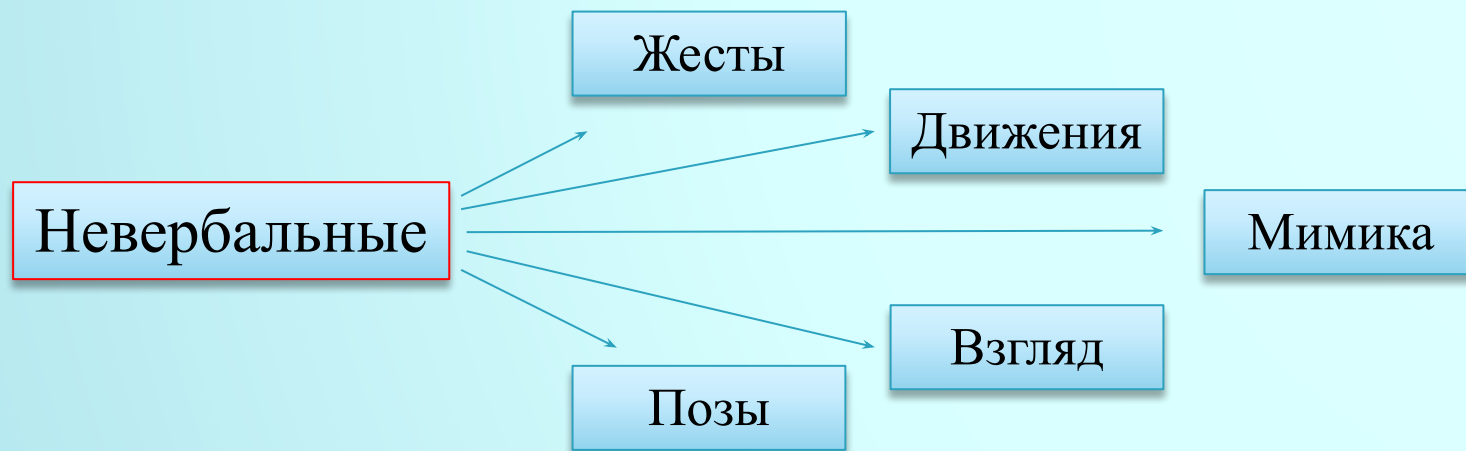 Жесты
Движения
Невербальные
Мимика
Взгляд
Позы